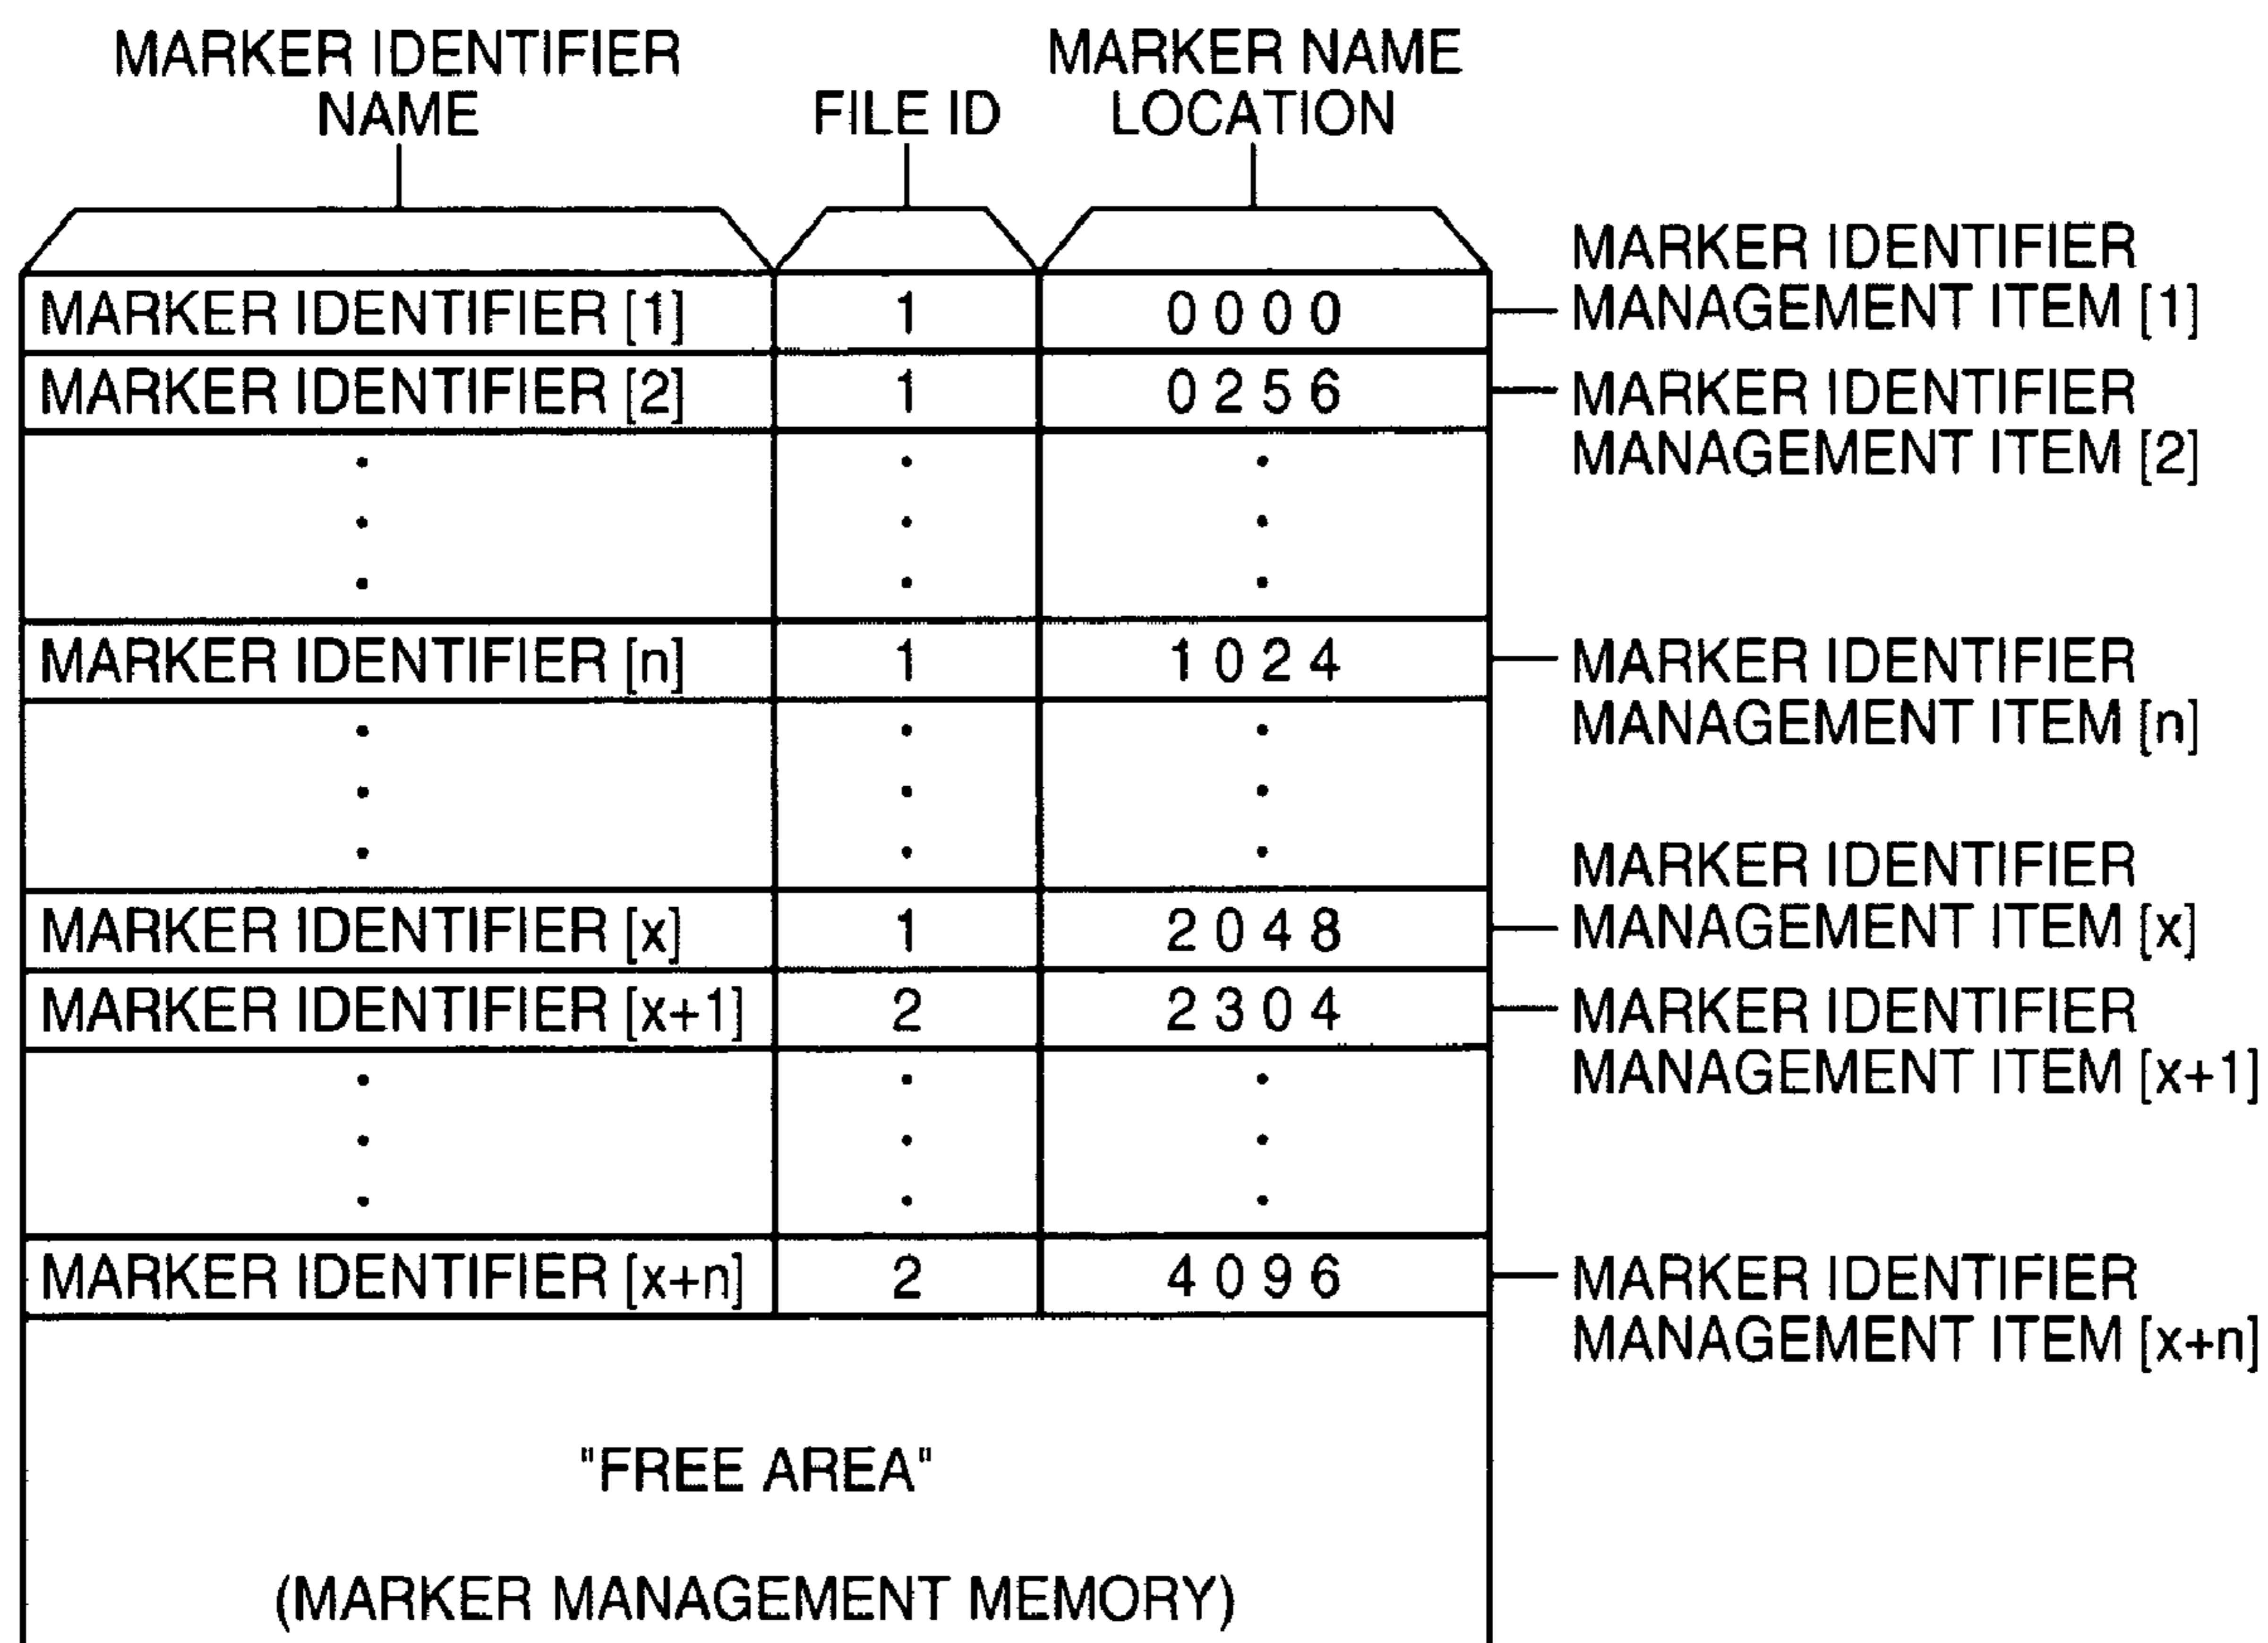 MARKER IDENTIFIER
NAME
FILE ID
MARKER NAME
LOCATION
MARKER IDENTIFIER [1] 1 0000
MARKER IDENTIFIER
MANAGEMENT ITEM [1]
MARKER IDENTIFIER [2] 1 0256
MARKER IDENTIFIER
MANAGEMENT ITEM [2]
MARKER IDENTIFIER [n] 1 1024
MARKER IDENTIFIER
MANAGEMENT ITEM [n]
MARKER IDENTIFIER [x] 1 2048
MARKER IDENTIFIER
MANAGEMENT ITEM [x]
MARKER IDENTIFIER [x+1] 2 2304
MARKER IDENTIFIER
MANAGEMENT ITEM [x+1]
MARKER IDENTIFIER [x+n] 2 4096
MARKER IDENTIFIER
MANAGEMENT ITEM [x+n]
"FREE AREA"
(MARKER MANAGEMENT MEMORY)